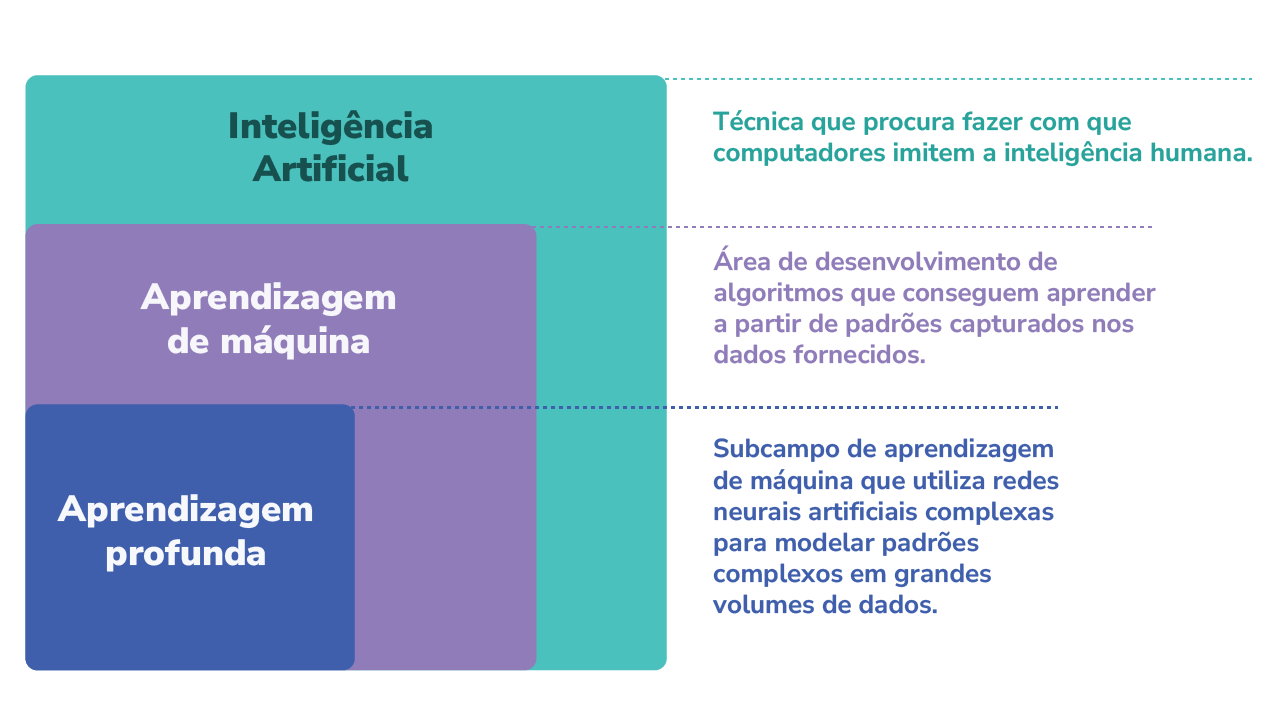 Inteligência
Artificial
Técnica que procura fazer com que
computadores imitem a inteligência humana.
Aprendizagem
de máquina
Área de desenvolvimento de
algoritmos que conseguem aprender
a partir de padrões capturados nos
dados fornecidos.
Aprendizagem
profunda
Subcampo de aprendizagem
de máquina que utiliza redes
neurais artificiais complexas
para modelar padrões
complexos em grandes
volumes de dados.